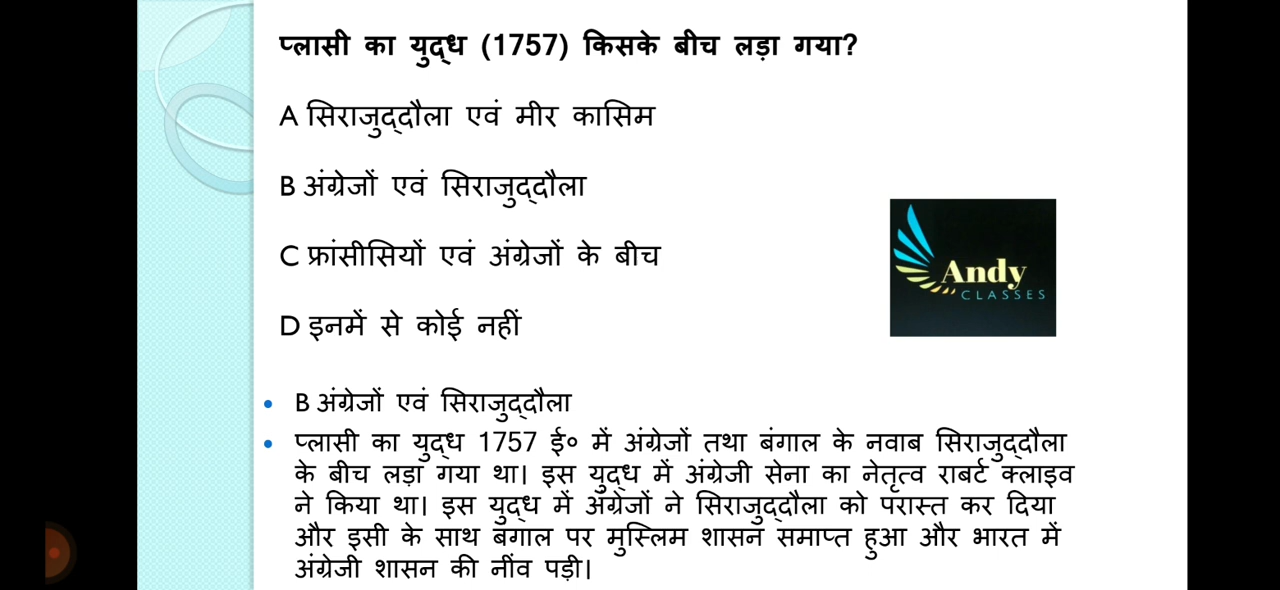 प्लासी का युद्ध (1757) किसके बीच लड़ा गया?
A सिराजुद्दौला एवं मीर कासिम
B अंग्रेजों एवं सिराजुद्दौला
C फ्रांसीसियों एवं अंग्रेजों के बीच
D इनमें से कोई नहीं
Andy
CLASSES
• B अंग्रेजों एवं सिराजुद्दौला
• प्लासी का युद्ध 1757 ई० में अंग्रेजों तथा बंगाल के नवाब सिराजुद्दौला
के बीच लड़ा गया था। इस युद्ध में अंग्रेजी सेना का नेतृत्व राबर्ट क्लाइव
ने किया था। इस युद्ध में अंग्रेजों ने सिराजुद्दौला को परास्त कर दिया
और इसी के साथ बंगाल पर मुस्लिम शासन समाप्त हुआ और भारत में
अंग्रेजी शासन की नींव पड़ी।